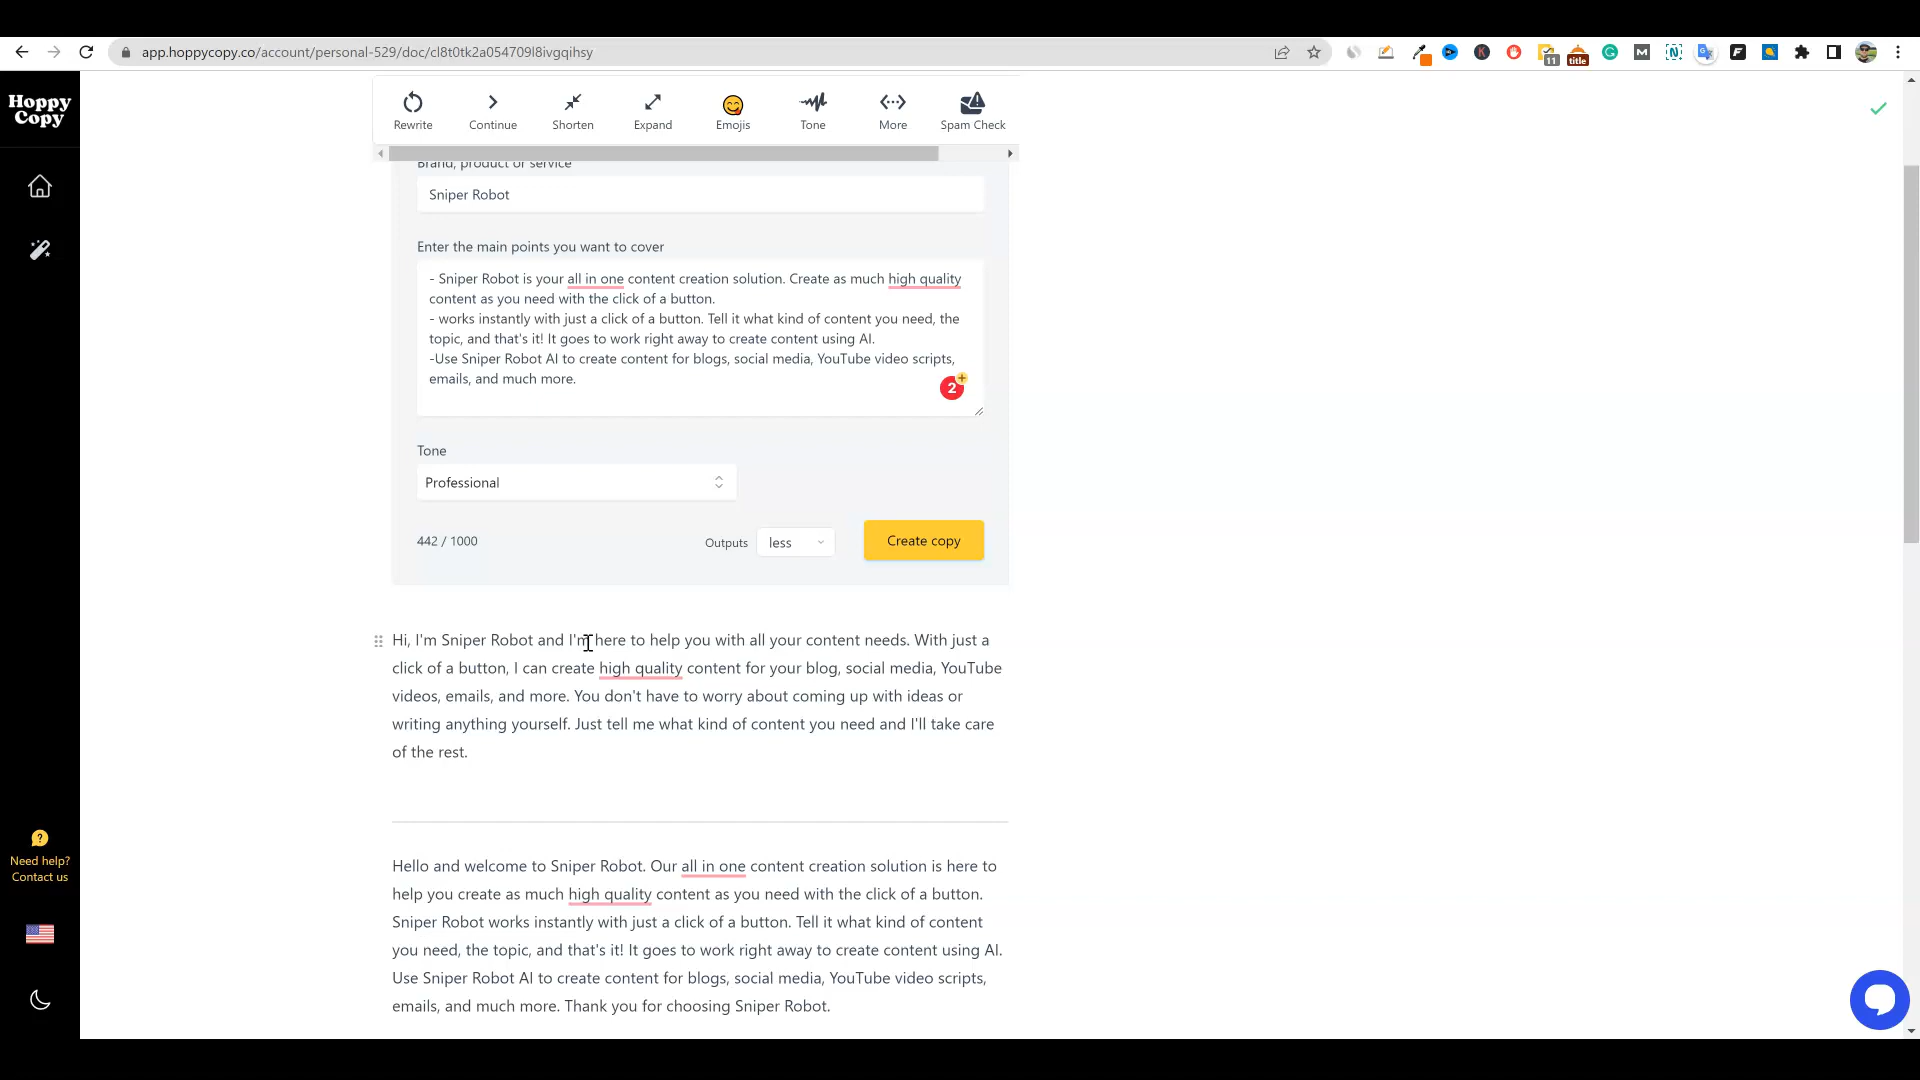 app.hoppycopy.co/account/personal-529/doc/cl8t0tk2a054709l8ivgqihsy
11
title
Hoppy
Copy
Rewrite
Continue
Shorten
Expand
Emojis
Tone
More
Spam Check
Brand, product or service
Sniper Robot
Enter the main points you want to cover
- Sniper Robot is your all in one content creation solution. Create as much high quality
content as you need with the click of a button.
- works instantly with just a click of a button. Tell it what kind of content you need, the
topic, and that's it! It goes to work right away to create content using AI.
-Use Sniper Robot AI to create content for blogs, social media, YouTube video scripts,
emails, and much more.
2
Tone
Professional
442 / 1000
Outputs
less
Create copy
Hi, I'm Sniper Robot and I'm here to help you with all your content needs. With just a
click of a button, I can create high quality content for your blog, social media, YouTube
videos, emails, and more. You don't have to worry about coming up with ideas or
writing anything yourself. Just tell me what kind of content you need and I'll take care
of the rest.
Hello and welcome to Sniper Robot. Our all in one content creation solution is here to
help you create as much high quality content as you need with the click of a button.
Sniper Robot works instantly with just a click of a button. Tell it what kind of content
you need, the topic, and that's it! It goes to work right away to create content using AI.
Use Sniper Robot AI to create content for blogs, social media, YouTube video scripts,
emails, and much more. Thank you for choosing Sniper Robot.
Need help?
Contact us